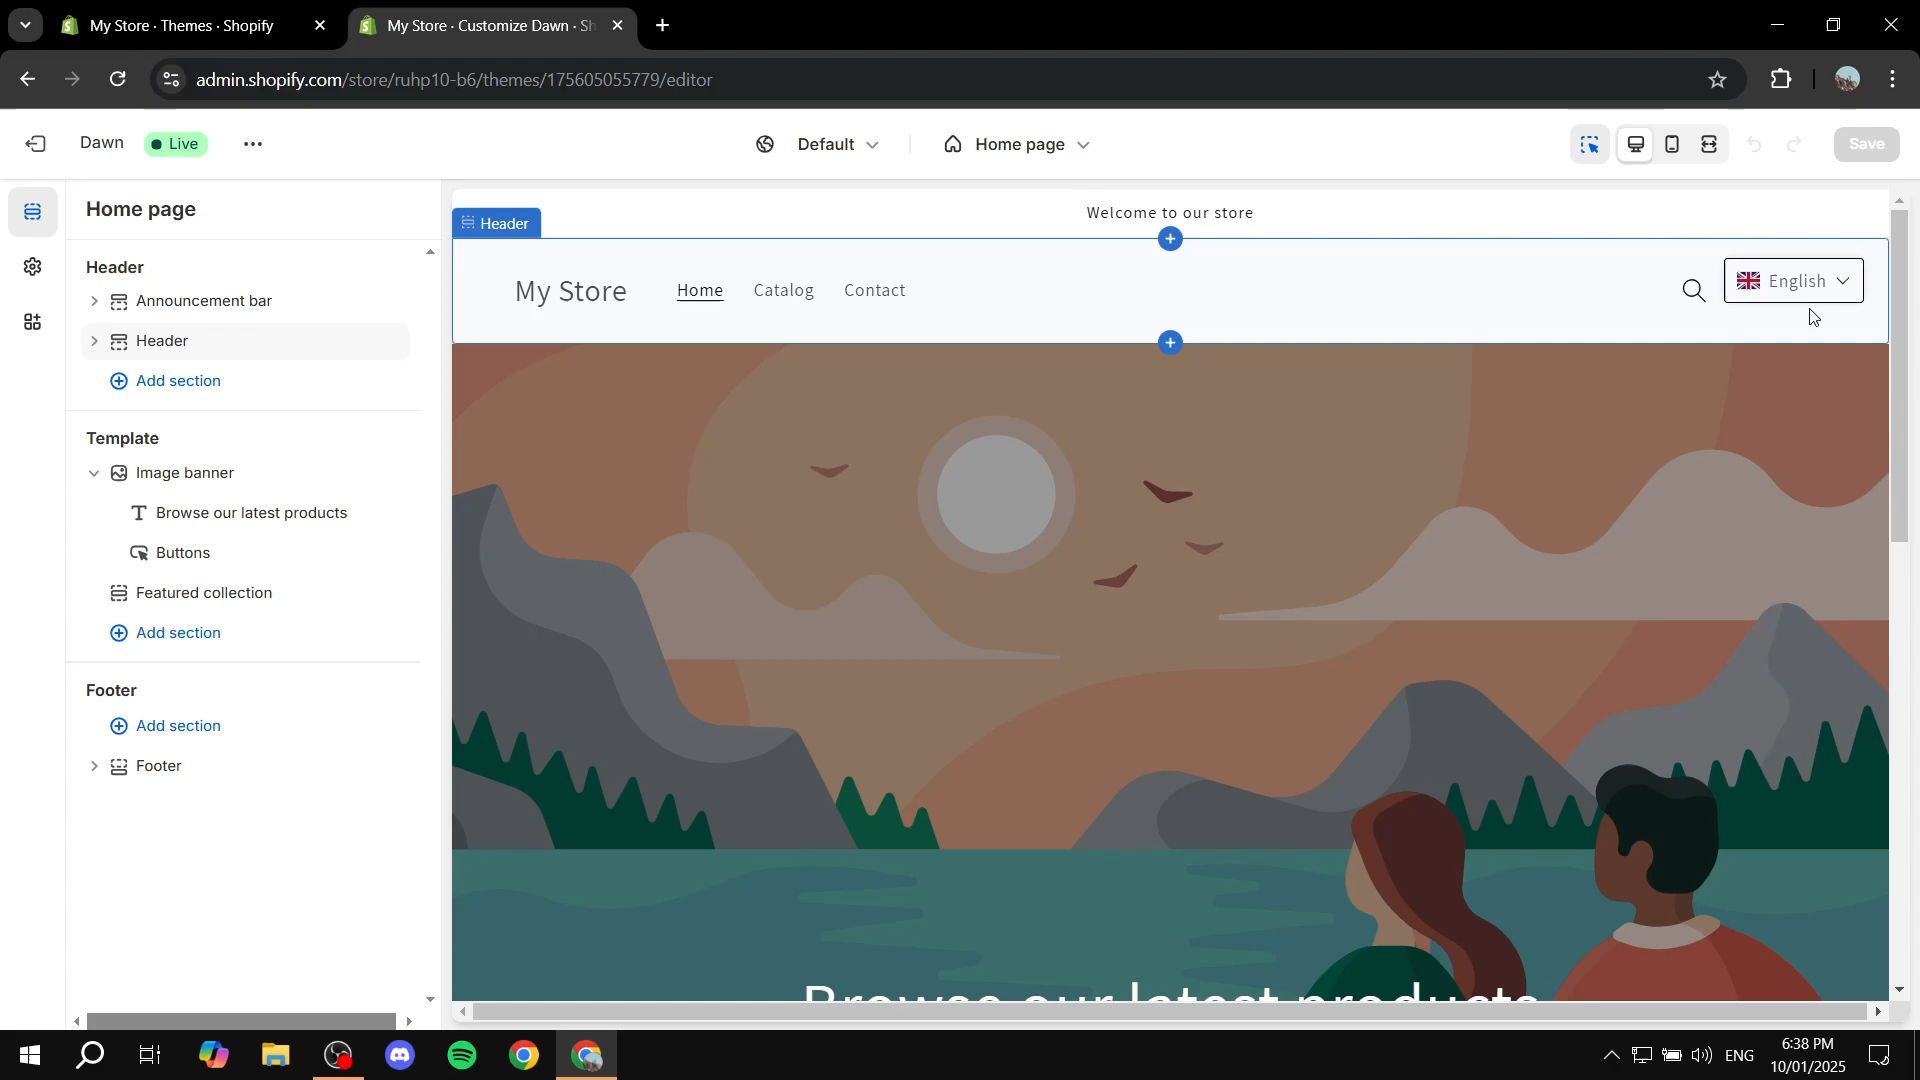 My Store · Themes · Shopify
My Store · Customize Dawn · Sh
admin.shopify.com/store/ruhp10-b6/themes/175605055779/editor
Dawn
Live
Default
Home page
Save
Home page
Header
Announcement bar
Header
Add section
Template
Image banner
Browse our latest products
Buttons
Featured collection
Add section
Footer
Add section
Footer
Welcome to our store
Header
My Store
Home
Catalog
Contact
English
Browse our latest products
ENG
6:38 PM
10/01/2025